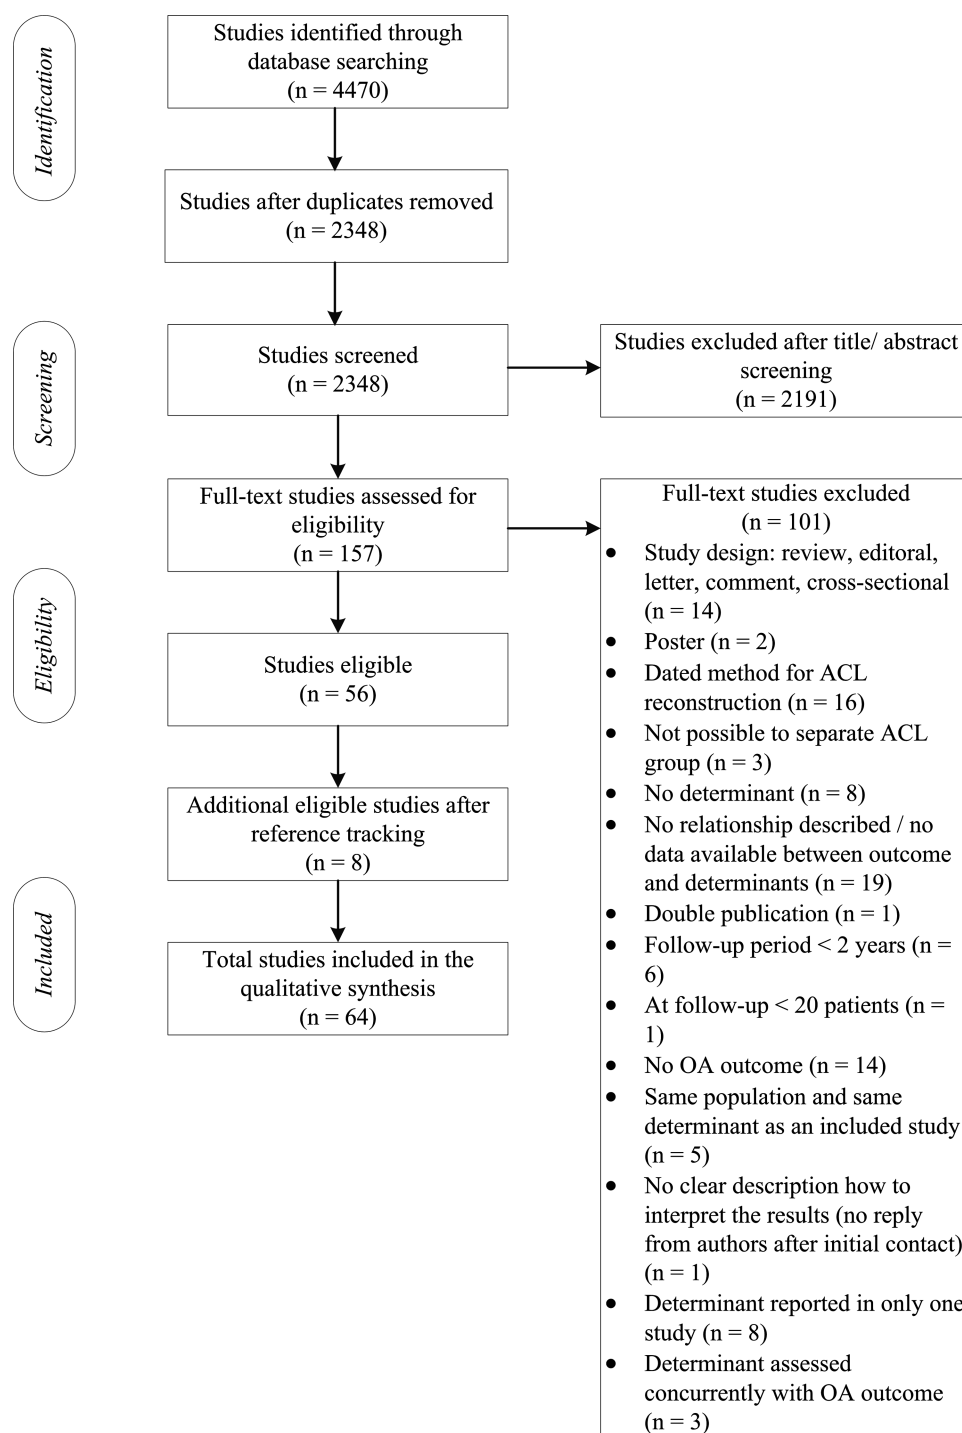 Identification
Studies identified through
database searching
(n = 4470)
Studies after duplicates removed
(n = 2348)
Screening
Studies screened
(n = 2348)
Studies excluded after title/ abstract
screening
(n = 2191)
Eligibility
Full-text studies assessed for
eligibility
(n = 157)
Studies eligible
(n = 56)
Additional eligible studies after
reference tracking
(n = 8)
Included
Total studies included in the
qualitative synthesis
(n = 64)
Full-text studies excluded
(n = 101)
• Study design: review, editoral,
letter, comment, cross-sectional
(n = 14)
• Poster (n = 2)
• Dated method for ACL
reconstruction (n = 16)
• Not possible to separate ACL
group (n = 3)
• No determinant (n = 8)
• No relationship described / no
data available between outcome
and determinants (n = 19)
• Double publication (n = 1)
• Follow-up period < 2 years (n =
6)
• At follow-up < 20 patients (n =
1)
• No OA outcome (n = 14)
• Same population and same
determinant as an included study
(n = 5)
• No clear description how to
interpret the results (no reply
from authors after initial contact)
(n = 1)
• Determinant reported in only one
study (n = 8)
• Determinant assessed
concurrently with OA outcome
(n = 3)